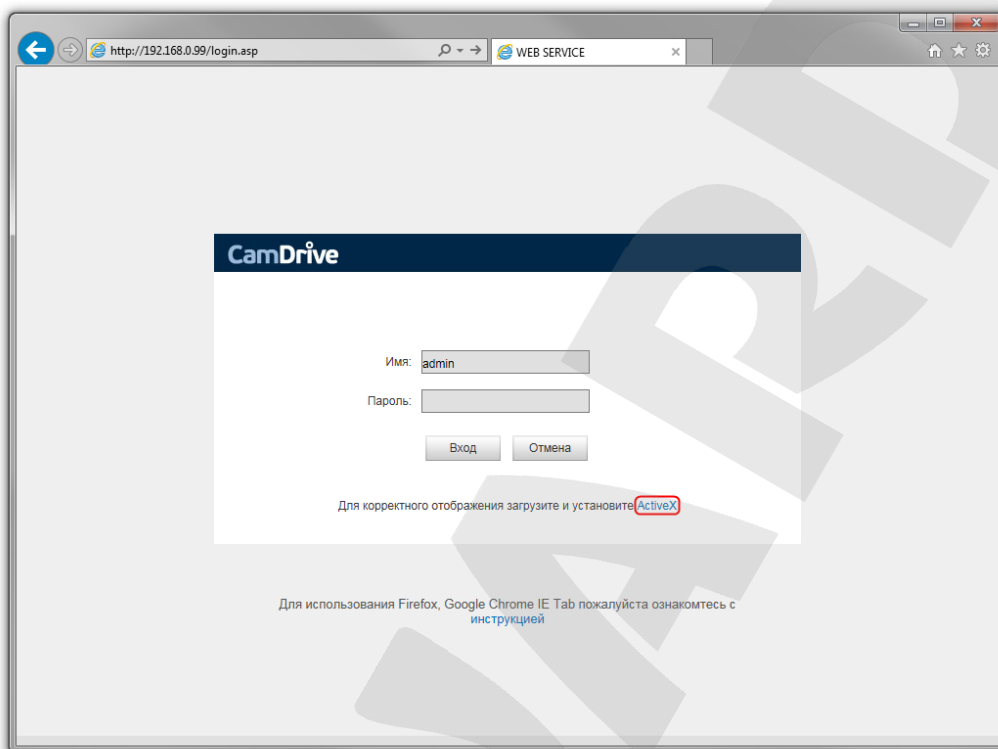 http://192.168.0.99/login.asp
WEB SERVICE
CamDrive
Имя: admin
Пароль:
Вход Отмена
Для корректного отображения загрузите и установите ActiveX
Для использования Firefox, Google Chrome IE Tab пожалуйста ознакомтесь с
инструкцией